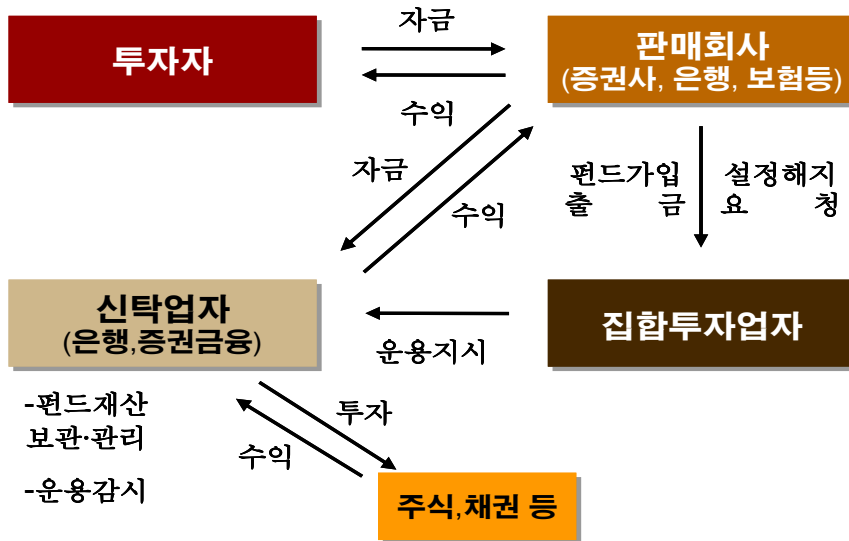 자금
투자자
판매회사
(증권사, 은행, 보험등)
수익
자금
수익
펀드가입
출 금
설정해지
요 청
신탁업자
(은행,증권금융)
집합투자업자
운용지시
-펀드재산
보관·관리
-운용감시
투자
수익
주식,채권 등